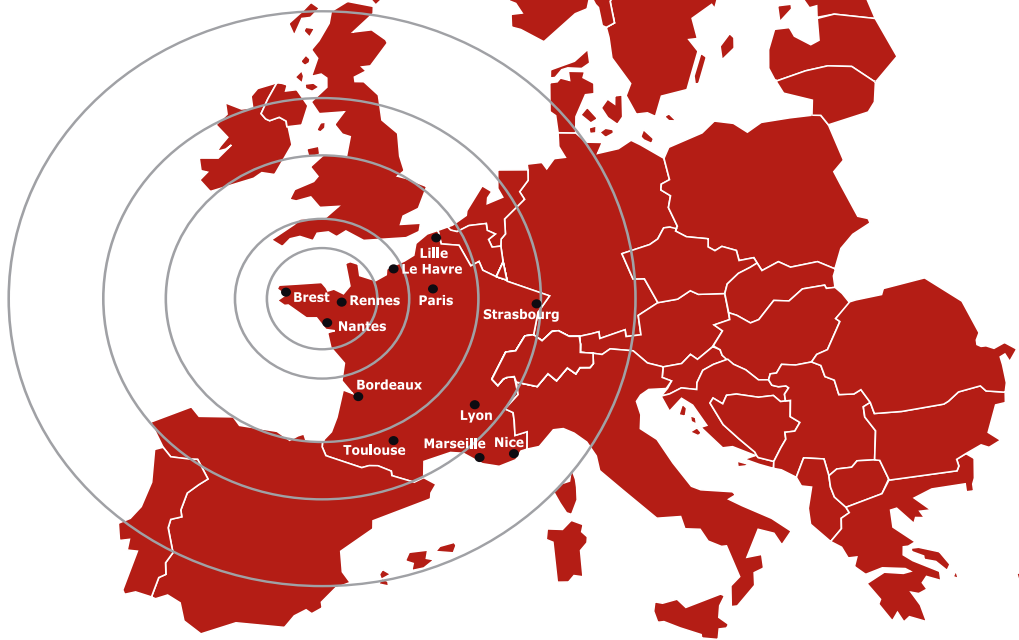 Lille
Le Havre
Brest
Rennes
Paris
Strasbourg
Nantes
Bordeaux
Lyon
Toulouse
Marseille
Nice